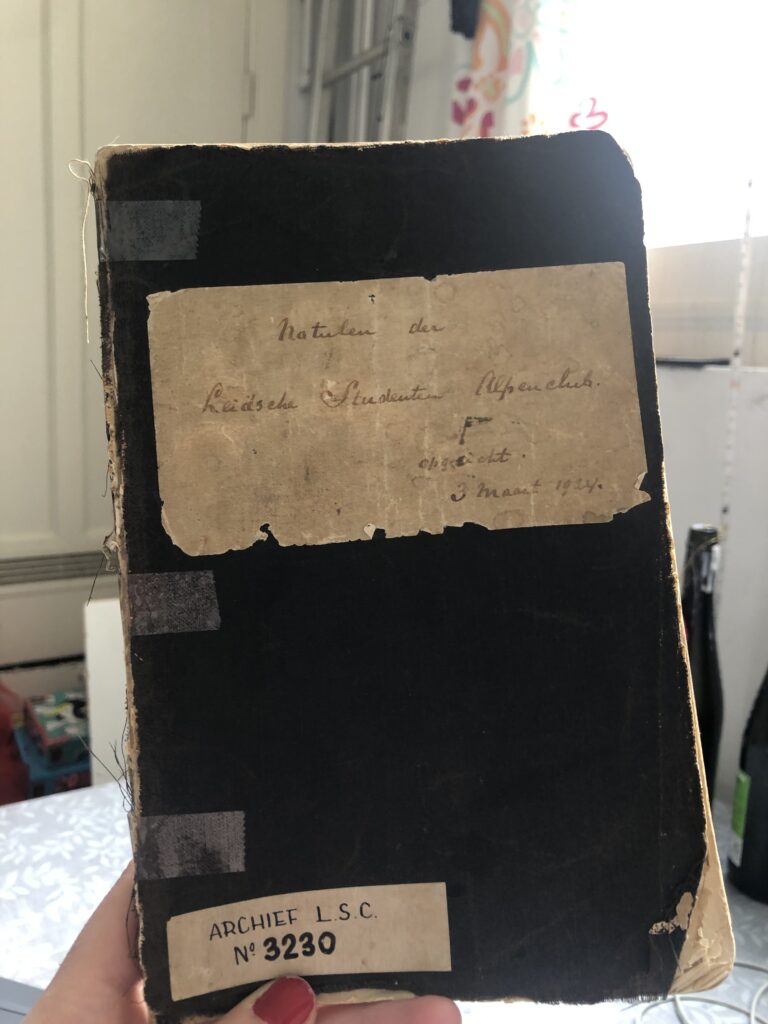 Notulen der
Leidsche Studenten Alpenclub.
opgericht.
3 Maart 1924.
ARCHIEF L.S.C.
Nº 3230